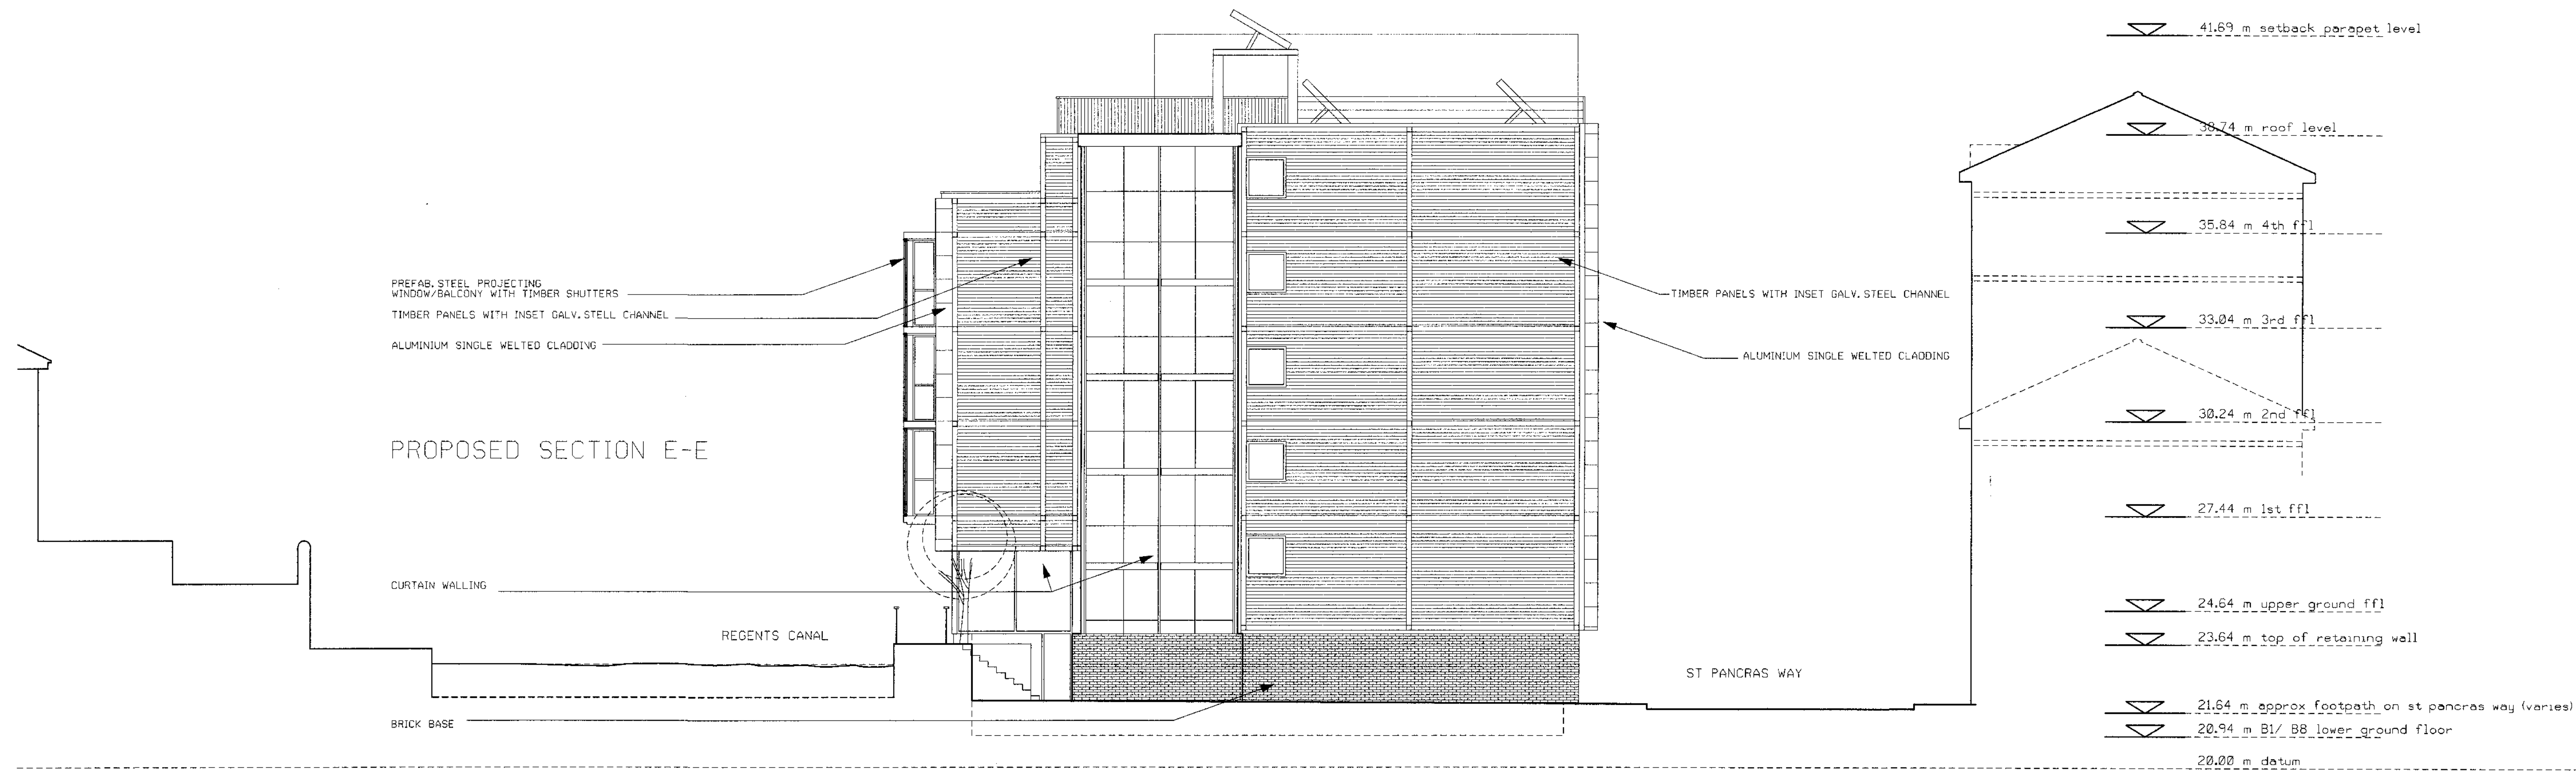 41.69 m setback parapet level
38.74 m roof level
35.84 m 4th ffl
PREFAB. STEEL PROJECTING
WINDOW/BALCONY WITH TIMBER SHUTTERS
TIMBER PANELS WITH INSET GALV. STELL CHANNEL
ALUMINIUM SINGLE WELTED CLADDING
TIMBER PANELS WITH INSET GALV. STEEL CHANNEL
ALUMINIUM SINGLE WELTED CLADDING
33.04 m 3rd ffl
30.24 m 2nd ffl
PROPOSED SECTION E-E
27.44 m 1st ffl
CURTAIN WALLING
24.64 m upper ground ffl
REGENTS CANAL
23.64 m top of retaining wall
ST PANCRAS WAY
21.64 m approx footpath on st pancras way (varies)
BRICK BASE
20.94 m B1/ B8 lower ground floor
20.00 m datum